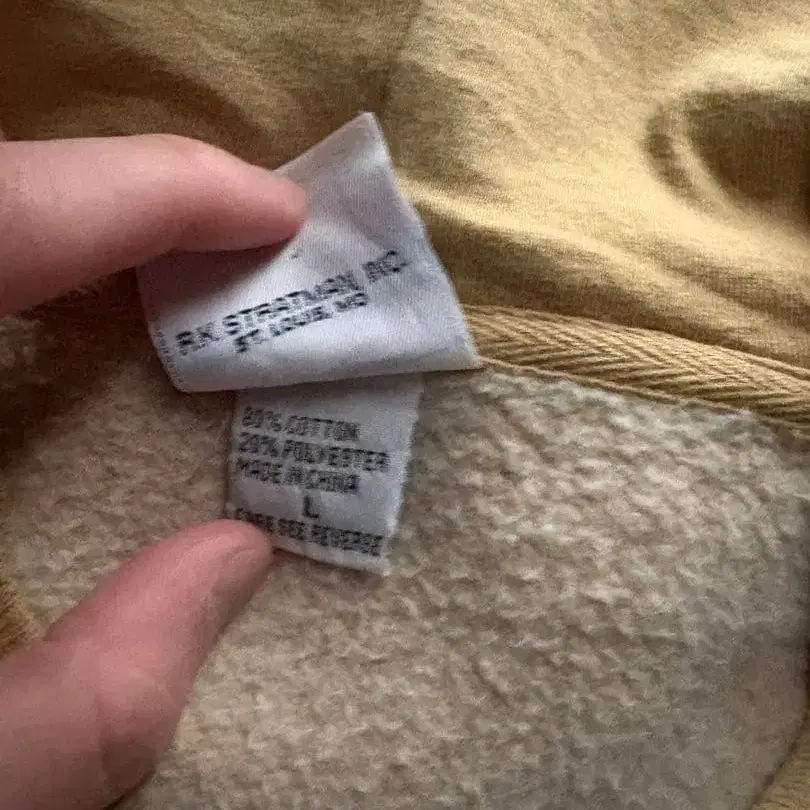 R.K. STRATMAN, INC.
ST. LOUIS, MO
80% COTTON
20% POLYESTER
MADE IN CHINA
L
CARE SEE REVERSE